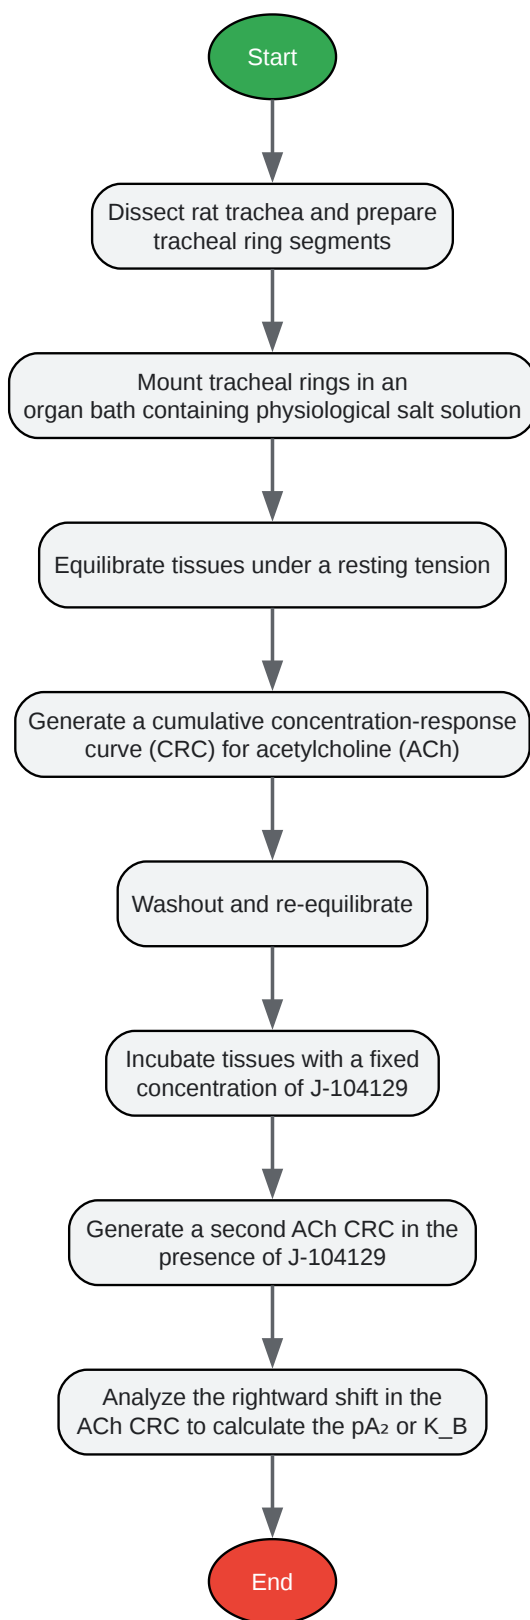 Start
Dissect rat trachea and prepare
tracheal ring segments
Mount tracheal rings in an
organ bath containing physiological salt solution
Equilibrate tissues under a resting tension
Generate a cumulative concentration-response
curve (CRC) for acetylcholine (ACh)
Washout and re-equilibrate
Incubate tissues with a fixed
concentration of J-104129
Generate a second ACh CRC in the
presence of J-104129
Analyze the rightward shift in the
ACh CRC to calculate the pA₂ or K_B
End